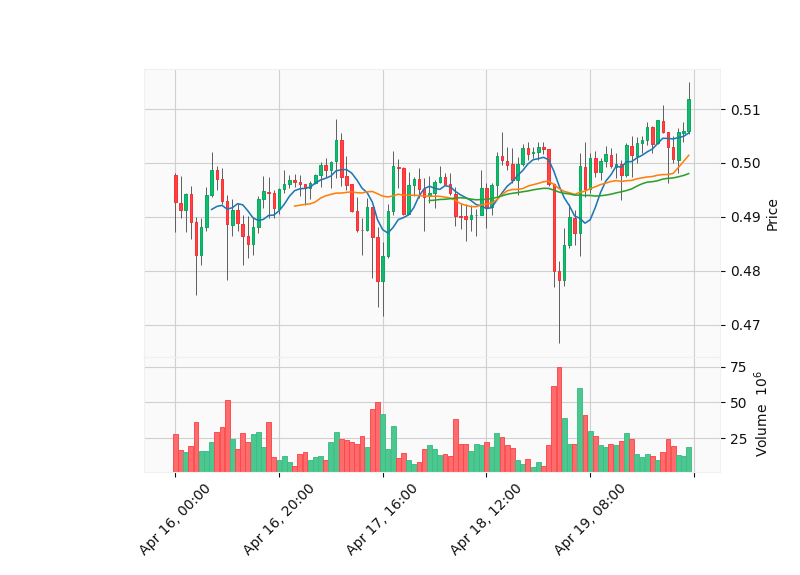 0.51
0.50
0.49
0.48
0.47
Price
75
50
25
Volume 10^6
Apr 16, 00:00
Apr 16, 20:00
Apr 17, 16:00
Apr 18, 12:00
Apr 19, 08:00